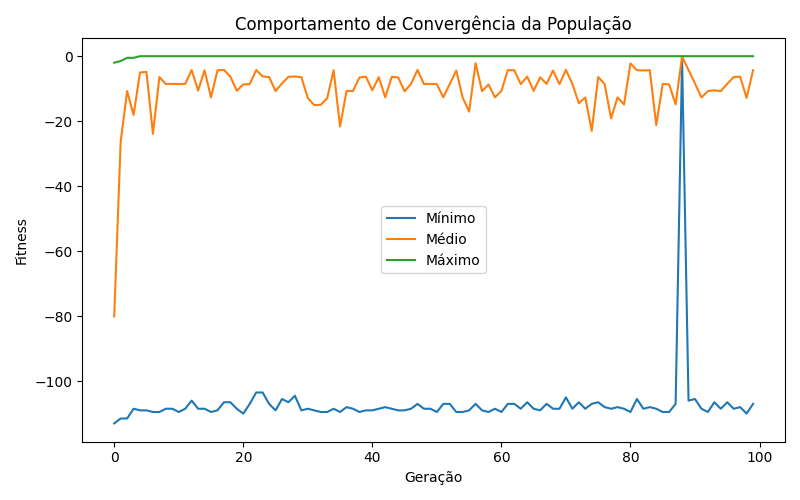 Comportamento de Convergência da População
0
−20
−40
−60
−80
−100
Fitness
Mínimo
Médio
Máximo
0 20 40 60 80 100
Geração